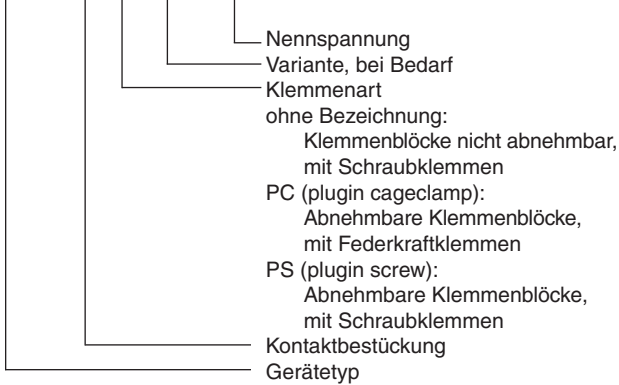 Nennspannung
Variante, bei Bedarf
Klemmenart
ohne Bezeichnung:
Klemmenblöcke nicht abnehmbar,
mit Schraubklemmen
PC (plugin cageclamp):
Abnehmbare Klemmenblöcke,
mit Federkraftklemmen
PS (plugin screw):
Abnehmbare Klemmenblöcke,
mit Schraubklemmen
Kontaktbestückung
Gerätetyp